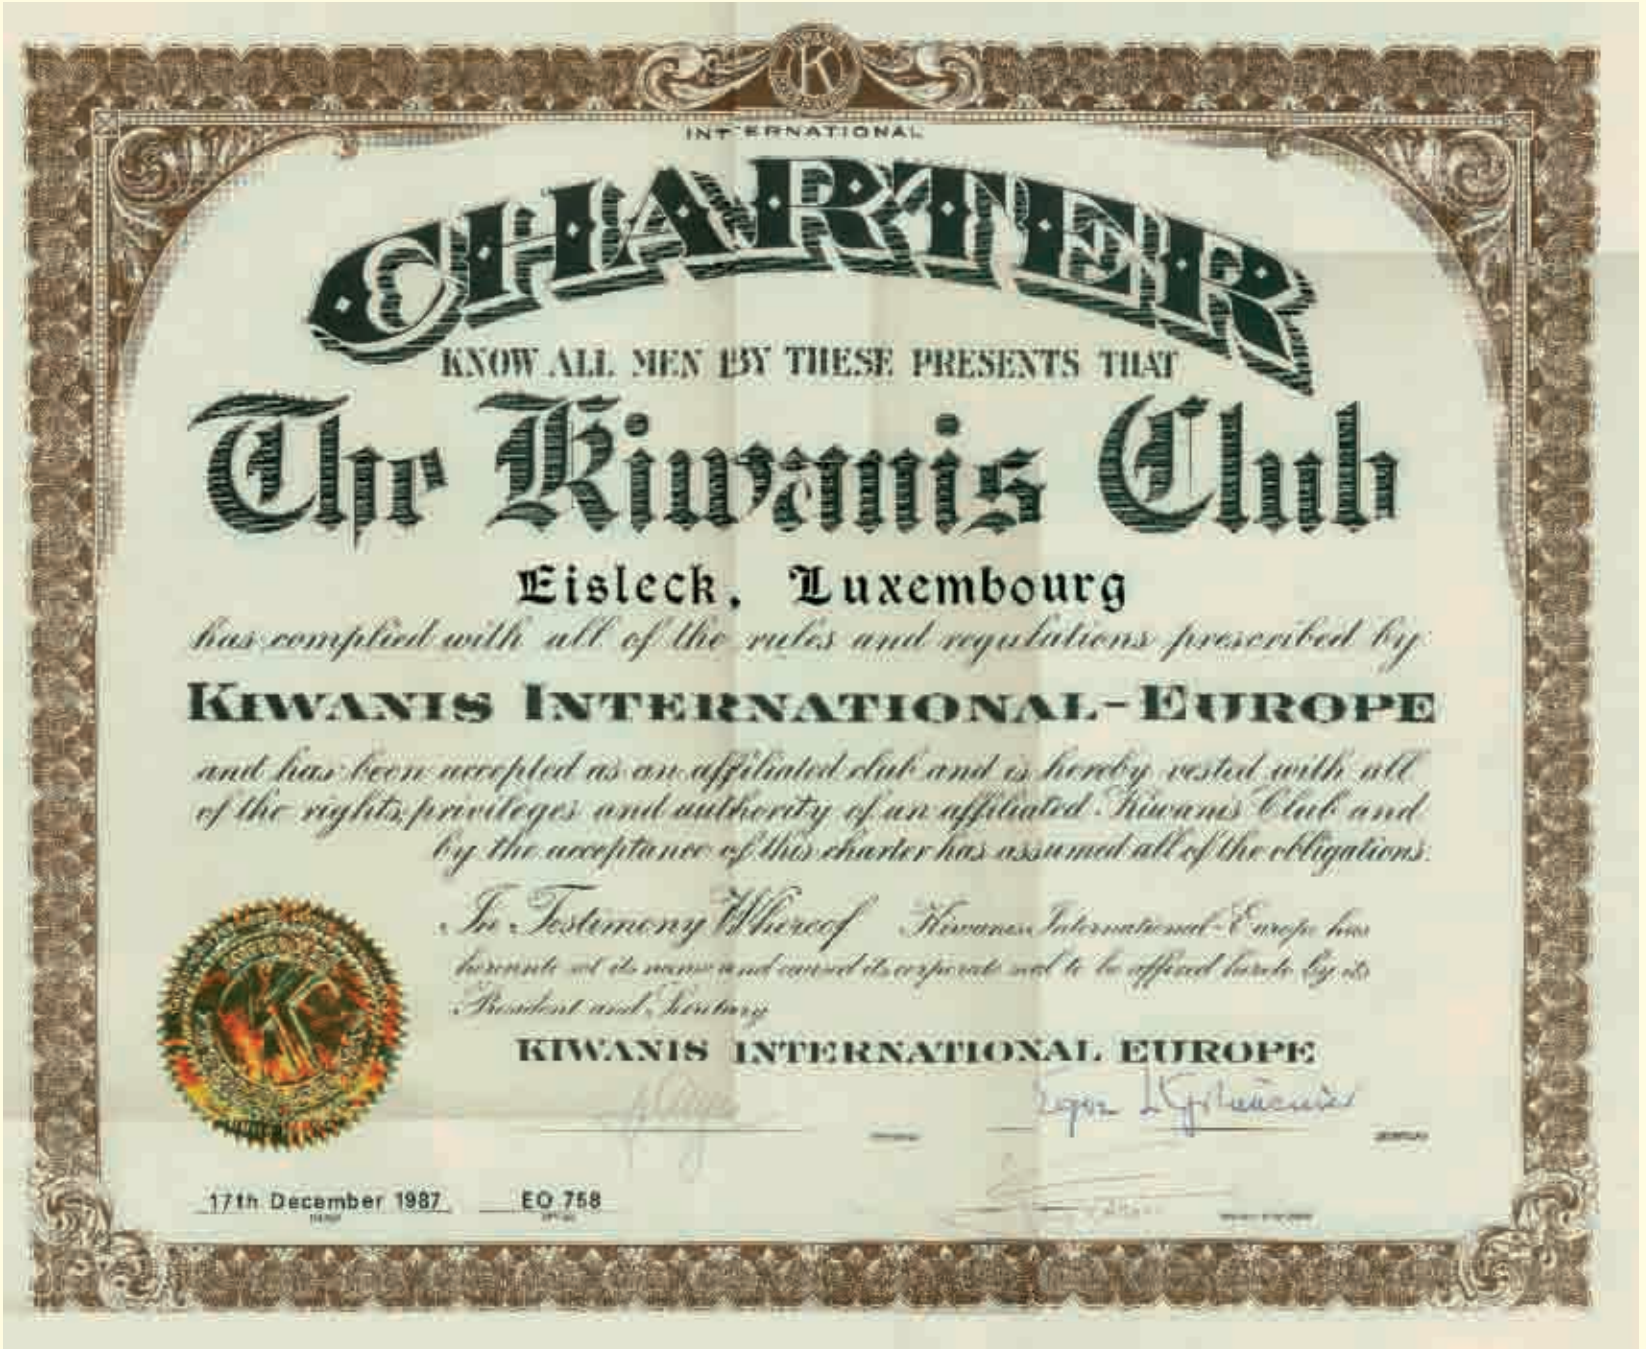 K
INTERNATIONAL
CHARTER
KNOW ALL MEN BY THESE PRESENTS THAT
The Kiwanis Club
Eisleck, Luxembourg
has complied with all of the rules and regulations prescribed by
KIWANIS INTERNATIONAL-EUROPE
and has been accepted as an affiliated club and is hereby vested with all
of the rights, privileges and authority of an affiliated Kiwanis Club and
by the acceptance of this charter has assumed all of the obligations.
In Testimony Whereof Kiwanis International-Europe has
hereunto set its name and caused its corporate seal to be affixed hereto by its
President and Secretary
KIWANIS INTERNATIONAL EUROPE
17th December 1987 EO 758